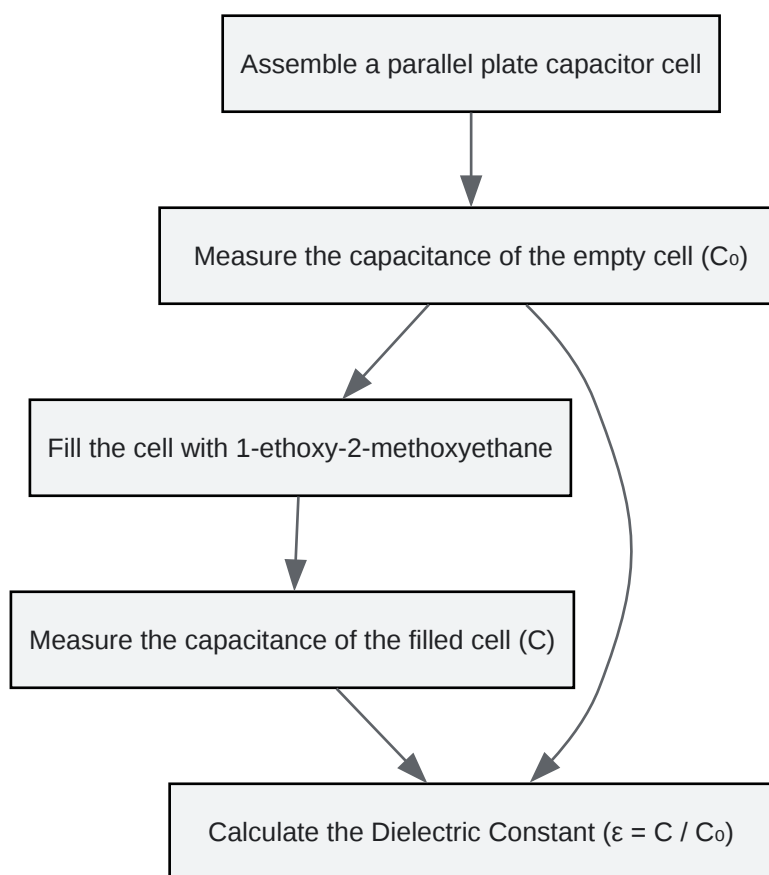 Assemble a parallel plate capacitor cell
Measure the capacitance of the empty cell (C₀)
Fill the cell with 1-ethoxy-2-methoxyethane
Measure the capacitance of the filled cell (C)
Calculate the Dielectric Constant (ε = C / C₀)